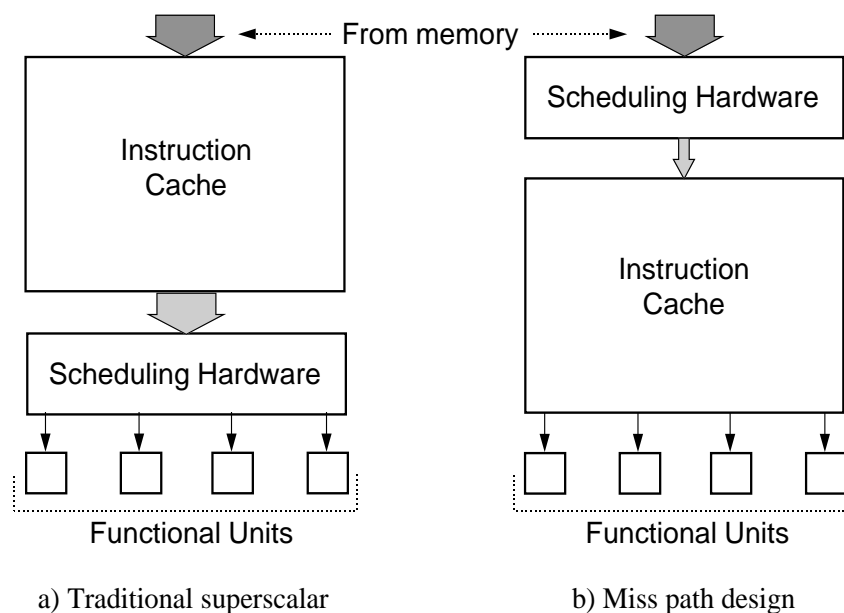 From memory
Instruction
Cache
Scheduling Hardware
Functional Units
a) Traditional superscalar
Scheduling Hardware
Instruction
Cache
Functional Units
b) Miss path design